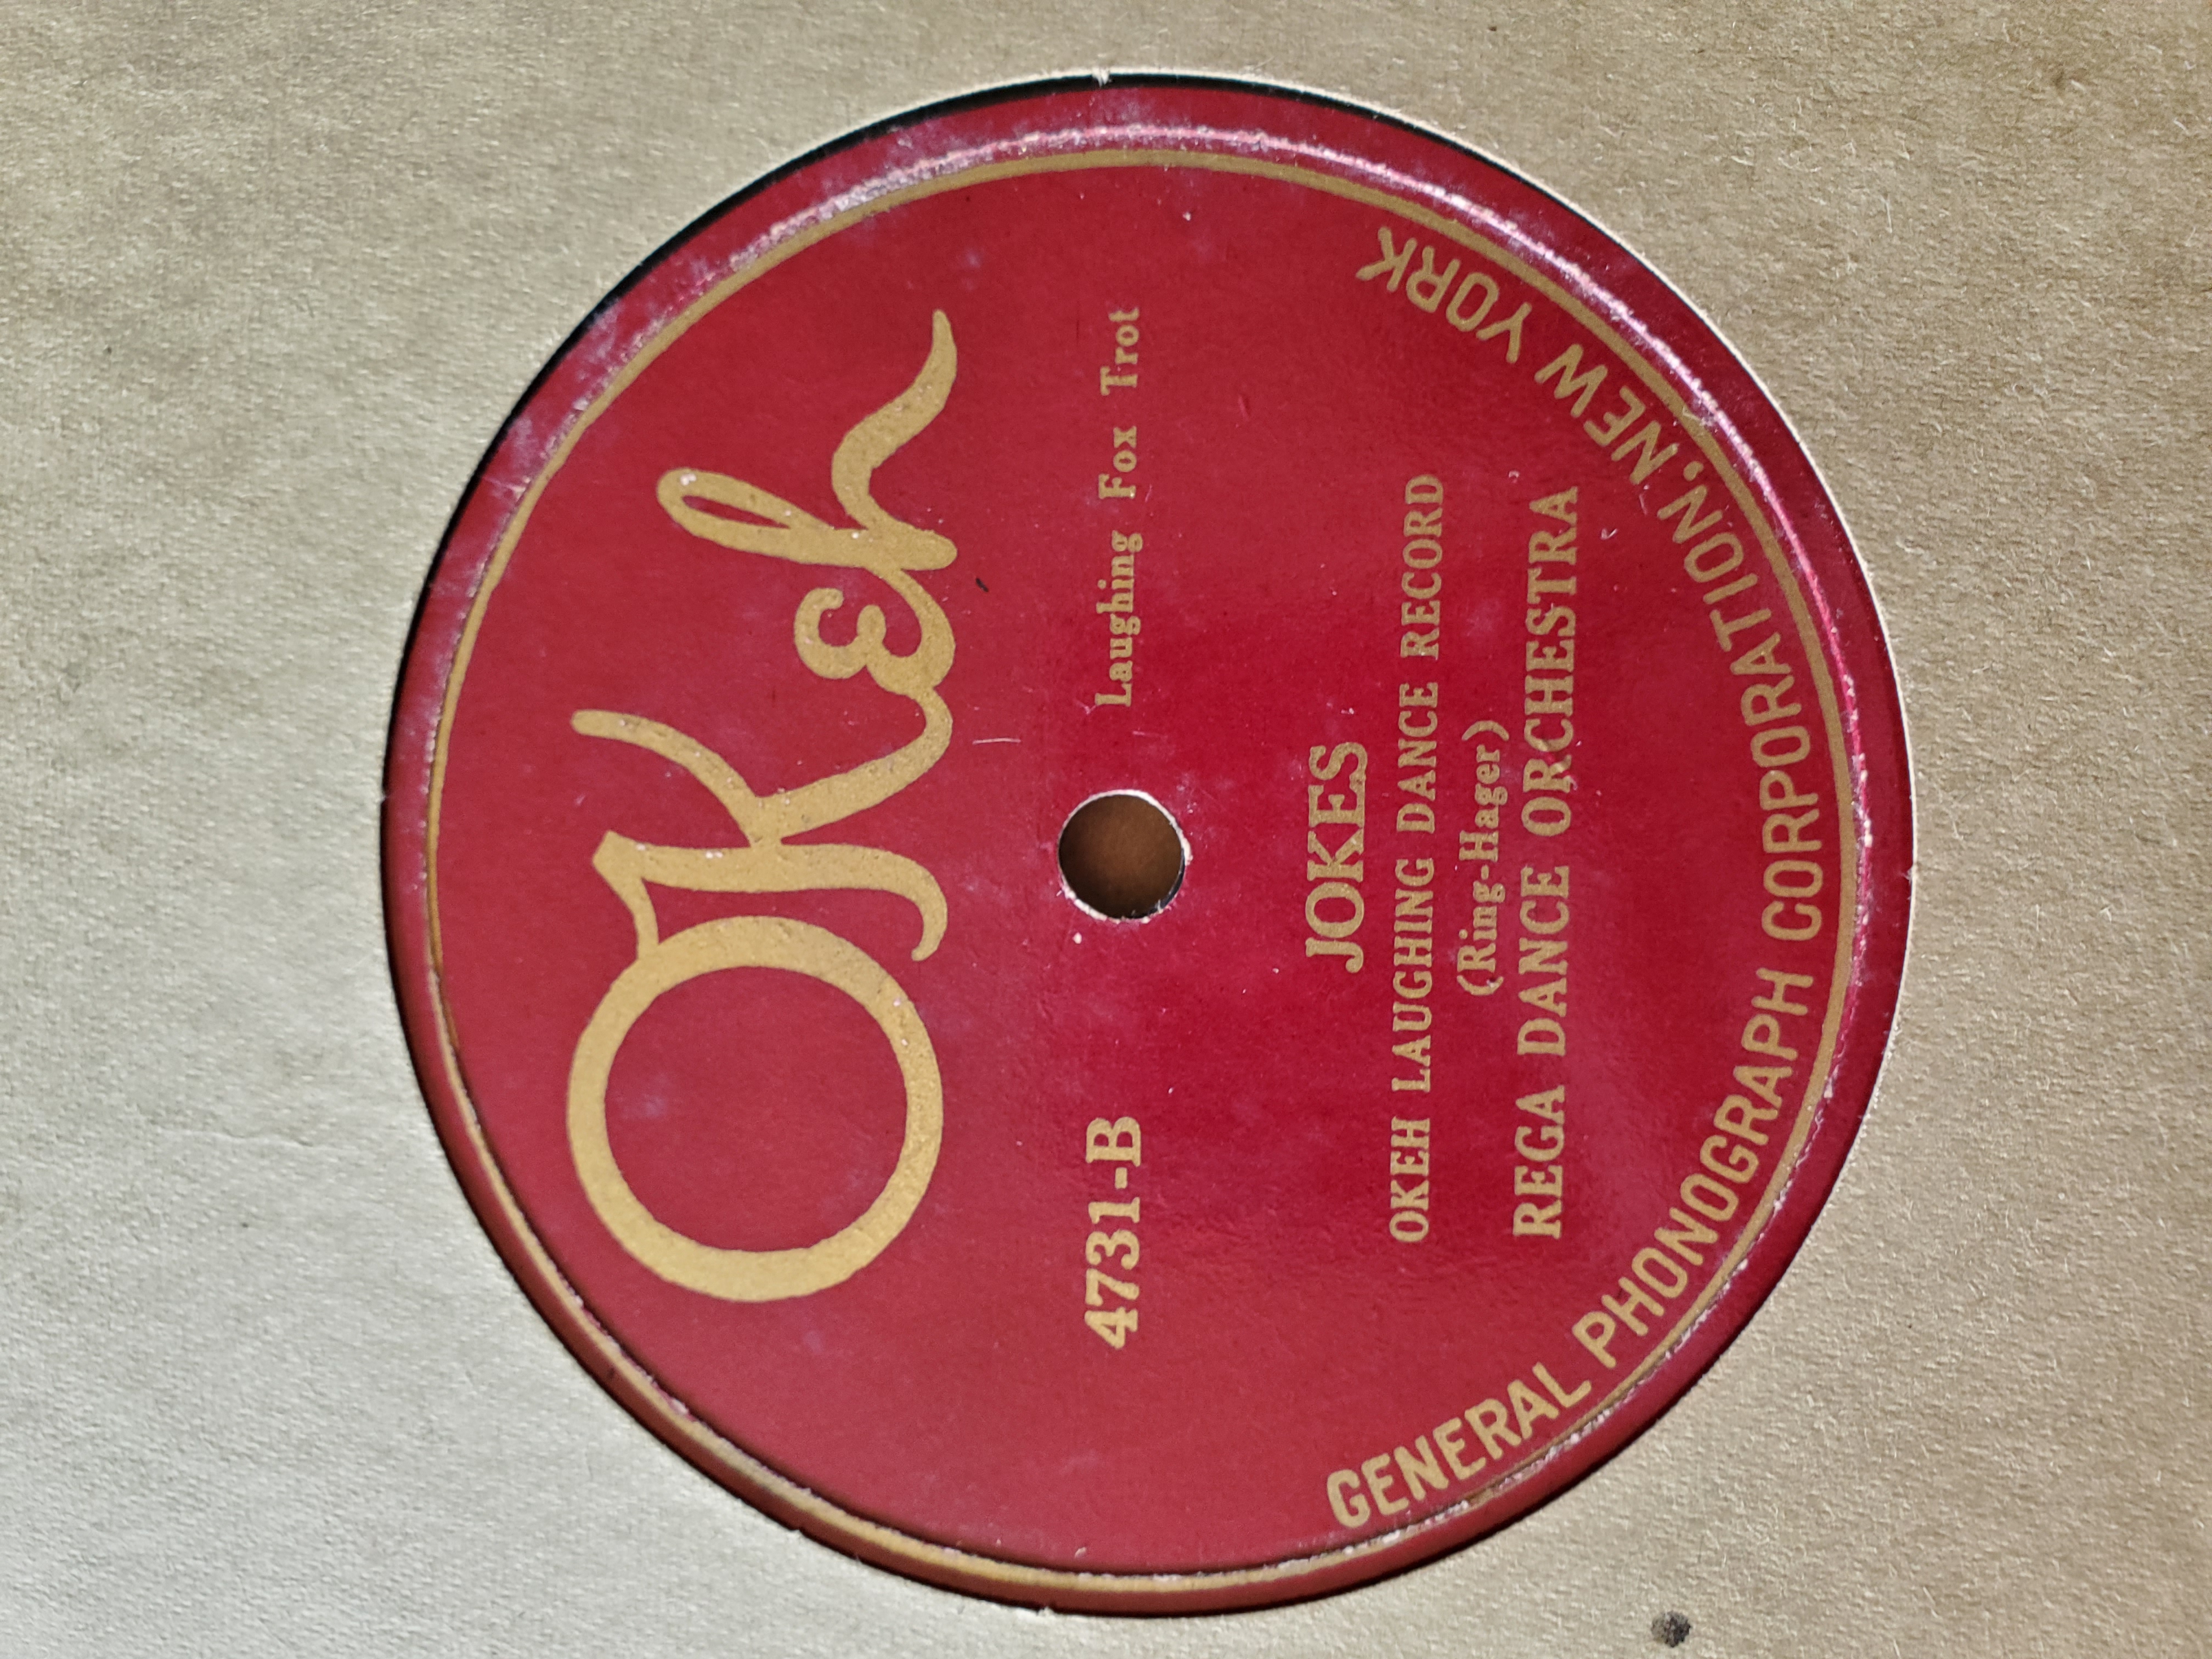 OKeh
4731-B
Laughing Fox Trot
JOKES
OKEH LAUGHING DANCE RECORD
(Ring-Hager)
REGA DANCE ORCHESTRA
GENERAL PHONOGRAPH CORPORATION. NEW YORK